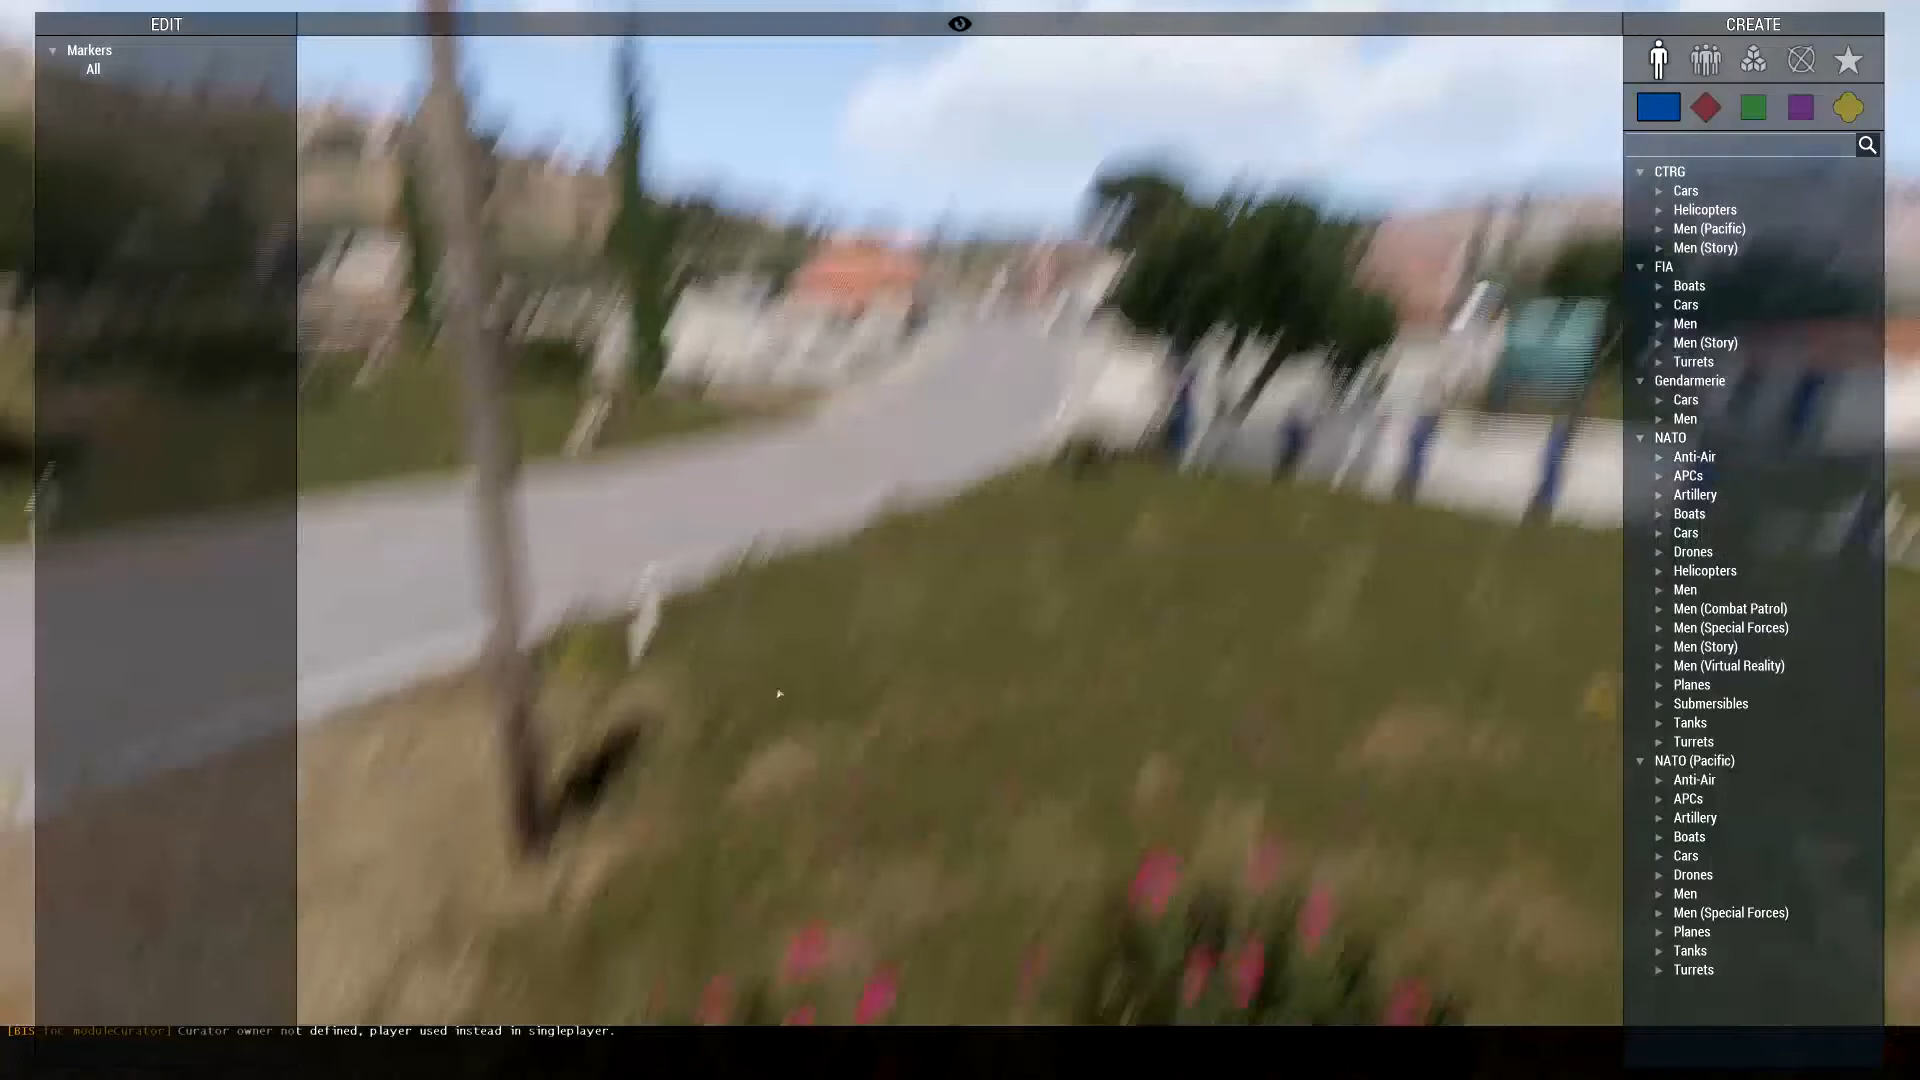 EDIT
Markers
All
CREATE
CTRG
Cars
Helicopters
Men (Pacific)
Men (Story)
FIA
Boats
Cars
Men
Men (Story)
Turrets
Gendarmerie
Cars
Men
NATO
Anti-Air
APCs
Artillery
Boats
Cars
Drones
Helicopters
Men
Men (Combat Patrol)
Men (Special Forces)
Men (Story)
Men (Virtual Reality)
Planes
Submersibles
Tanks
Turrets
NATO (Pacific)
Anti-Air
APCs
Artillery
Boats
Cars
Drones
Men
Men (Special Forces)
Planes
Tanks
Turrets
[BIS_fnc_moduleCurator] Curator owner not defined, player used instead in singleplayer.